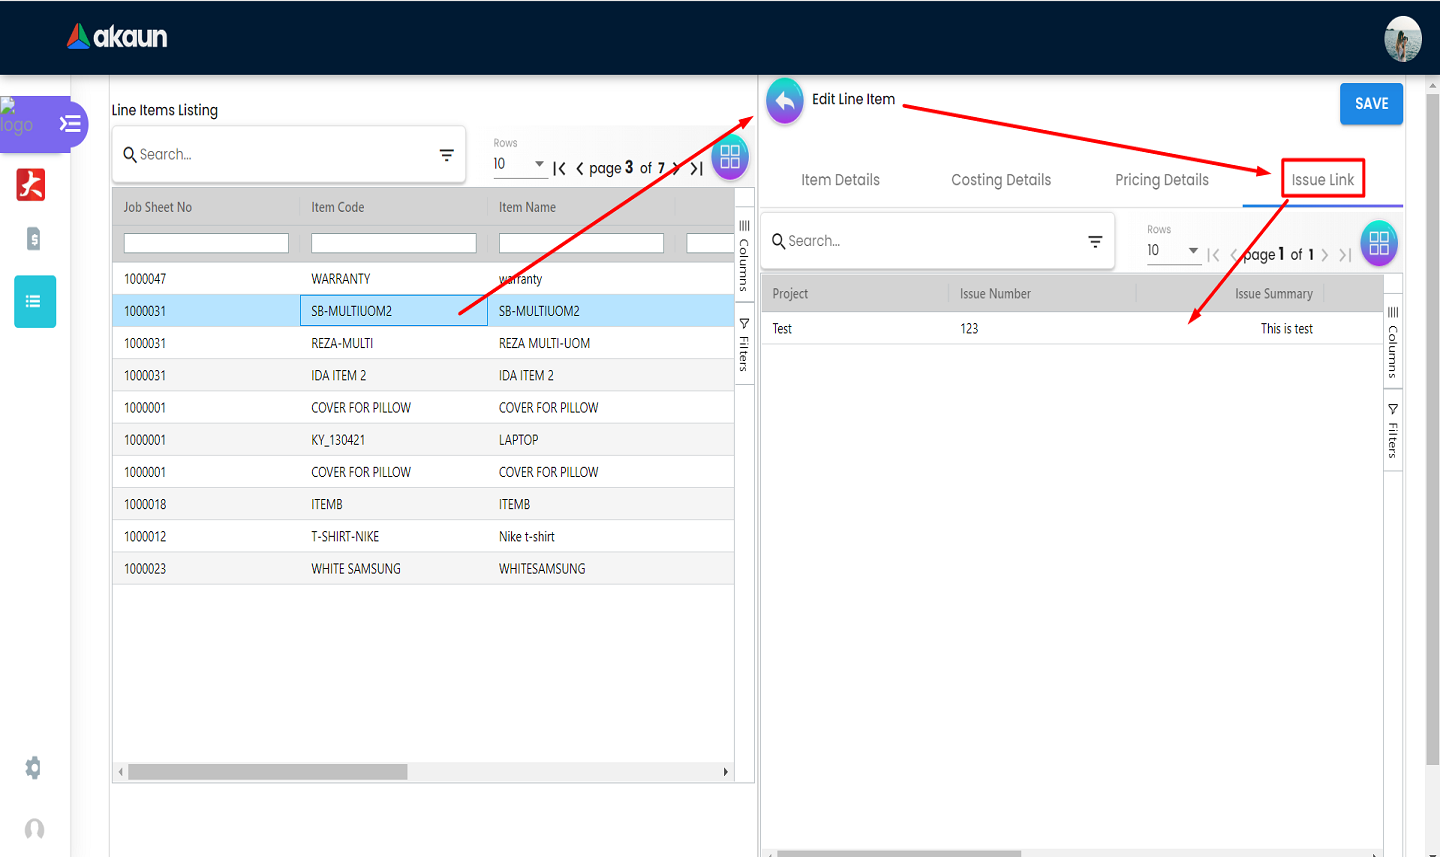 akaun
logo
Line Items Listing
Search...
Rows
10
page 3 of 7
Job Sheet No Item Code Item Name
1000047 WARRANTY warranty
1000031 SB-MULTIUOM2 SB-MULTIUOM2
1000031 REZA-MULTI REZA MULTI-UOM
1000031 IDA ITEM 2 IDA ITEM 2
1000001 COVER FOR PILLOW COVER FOR PILLOW
1000001 KY_130421 LAPTOP
1000001 COVER FOR PILLOW COVER FOR PILLOW
1000018 ITEMB ITEMB
1000012 T-SHIRT-NIKE Nike t-shirt
1000023 WHITE SAMSUNG WHITESAMSUNG
Columns
Filters
Edit Line Item
SAVE
Item Details Costing Details Pricing Details Issue Link
Search...
Rows
10
page 1 of 1
Project Issue Number Issue Summary
Test 123 This is test
Columns
Filters